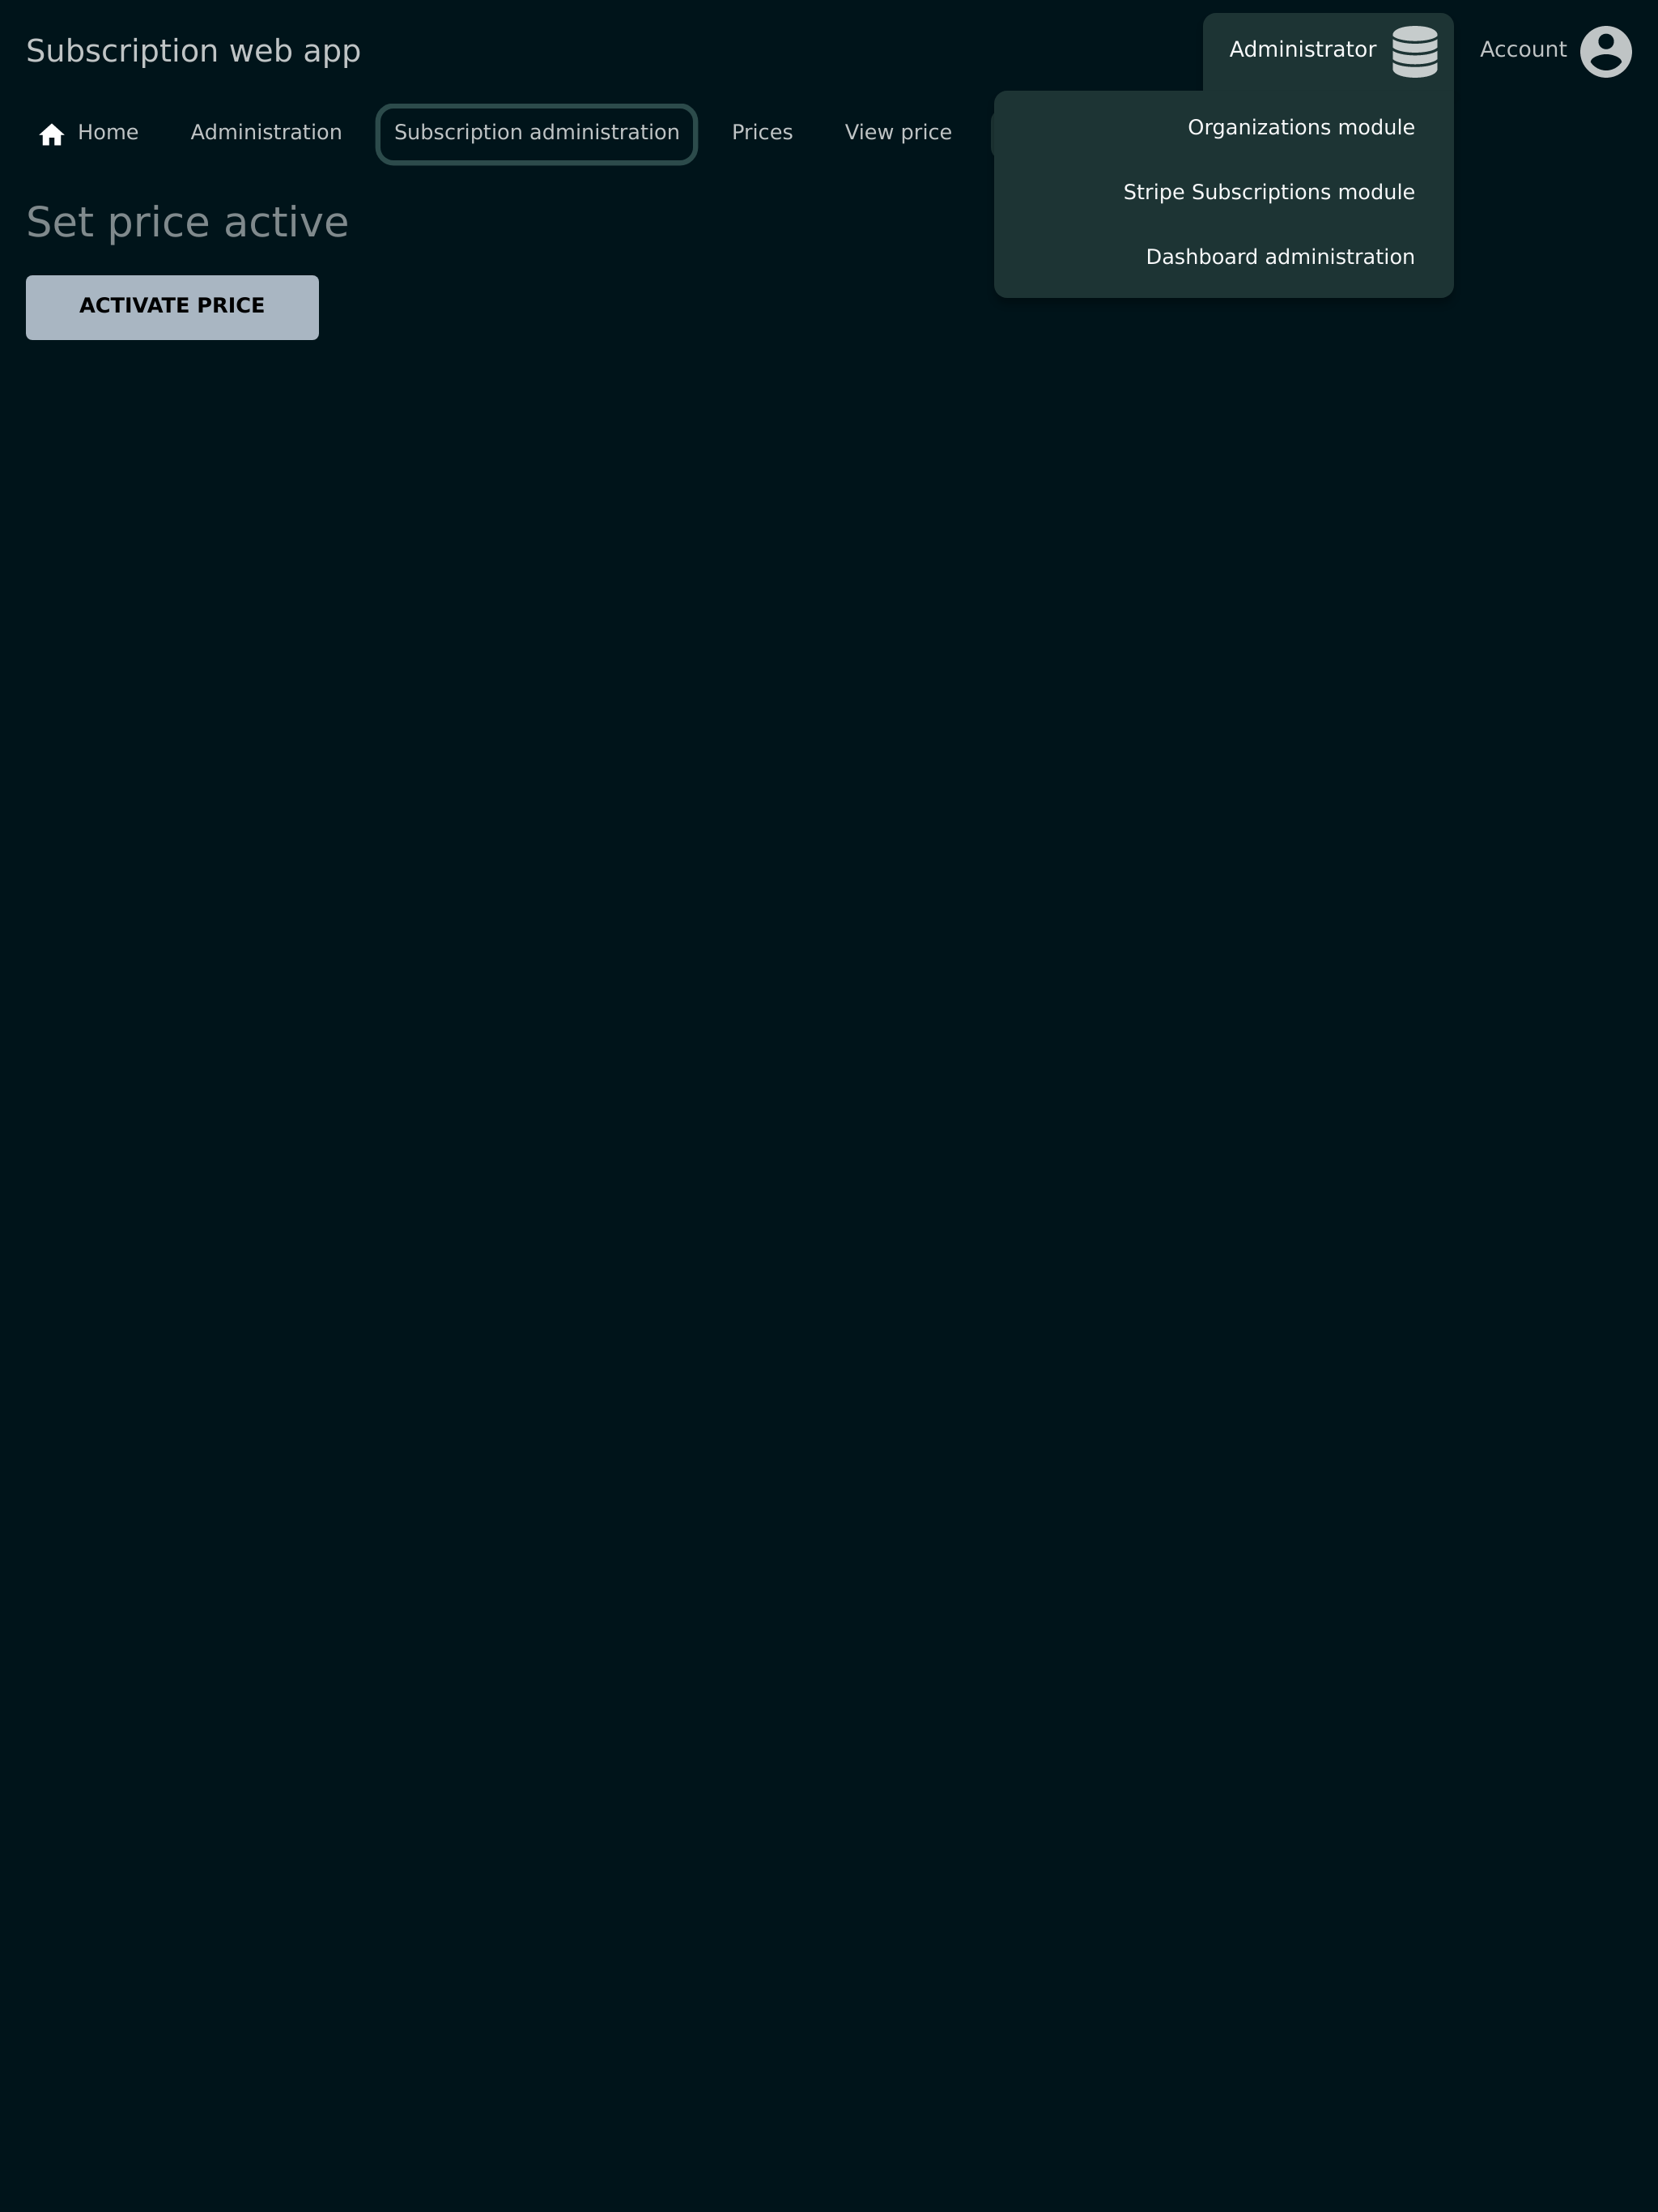 Subscription web app
Administrator
Account
Home
Administration
Subscription administration
Prices
View price
Organizations module
Stripe Subscriptions module
Dashboard administration
Set price active
ACTIVATE PRICE